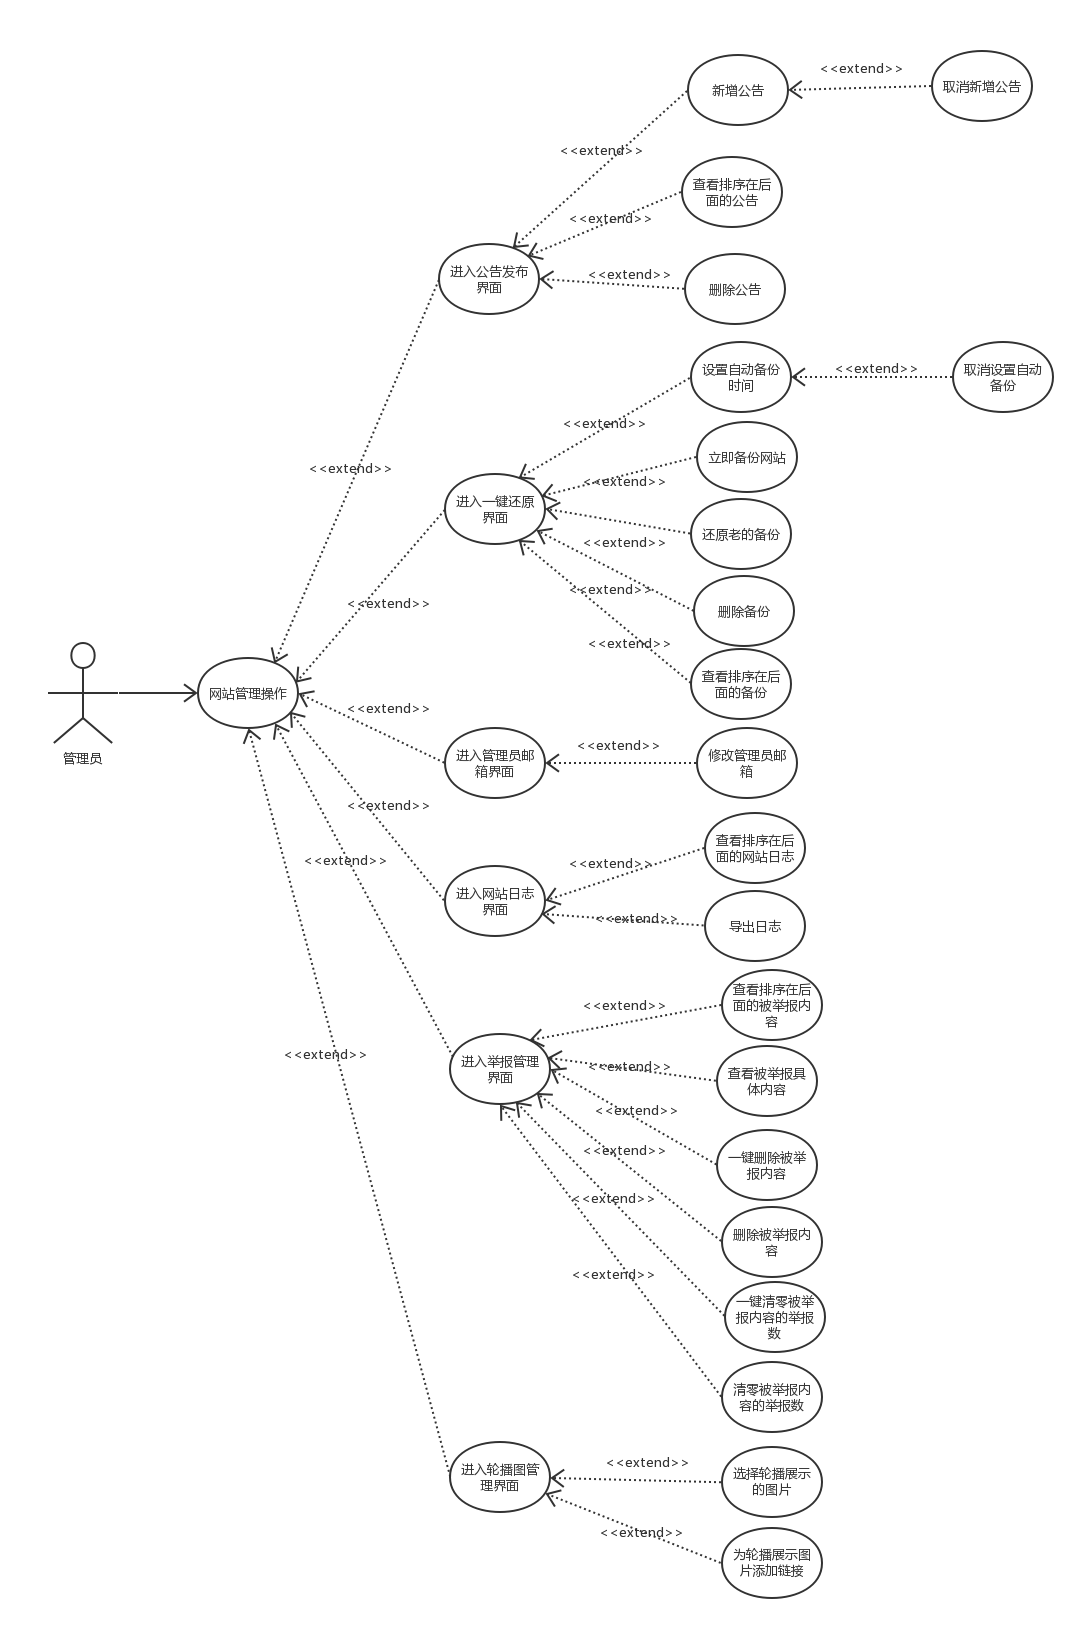 <<extend>>
新增公告
取消新增公告
<<extend>>
查看排序在后
面的公告
<<extend>>
进入公告发布
界面
<<extend>>
删除公告
设置自动备份
时间
<<extend>>
取消设置自动
备份
<<extend>>
立即备份网站
<<extend>>
<<extend>>
进入一键还原
界面
还原老的备份
<<extend>>
<<extend>>
<<extend>>
删除备份
<<extend>>
查看排序在后
面的备份
网站管理操作
管理员
<<extend>>
<<extend>>
进入管理员邮
箱界面
修改管理员邮
箱
<<extend>>
查看排序在后
面的网站日志
<<extend>>
<<extend>>
进入网站日志
界面
<<extend>>
导出日志
查看排序在后
面的被举报内
容
<<extend>>
<<extend>>
进入举报管理
界面
<<extend>>
查看被举报具
体内容
<<extend>>
<<extend>>
一键删除被举
报内容
<<extend>>
删除被举报内
容
<<extend>>
一键清零被举
报内容的举报
数
清零被举报内
容的举报数
<<extend>>
进入轮播图管
理界面
选择轮播展示
的图片
<<extend>>
为轮播展示图
片添加链接